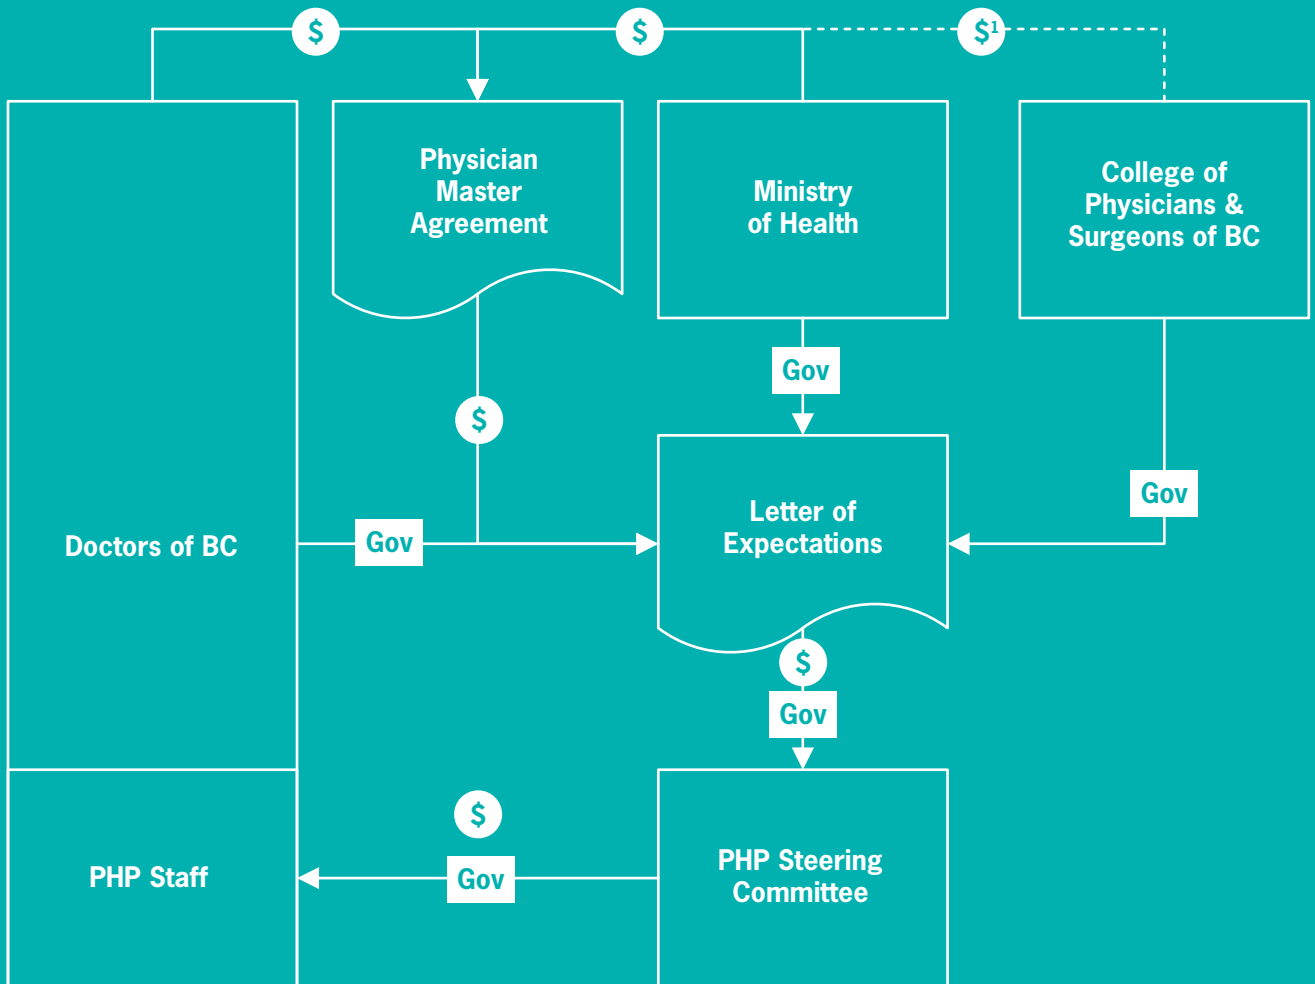 $
$
$1
Physician
Master
Agreement
Ministry
of Health
College of
Physicians &
Surgeons of BC
Gov
$
Gov
Doctors of BC
Gov
Letter of
Expectations
$
Gov
$
PHP Staff
Gov
PHP Steering
Committee